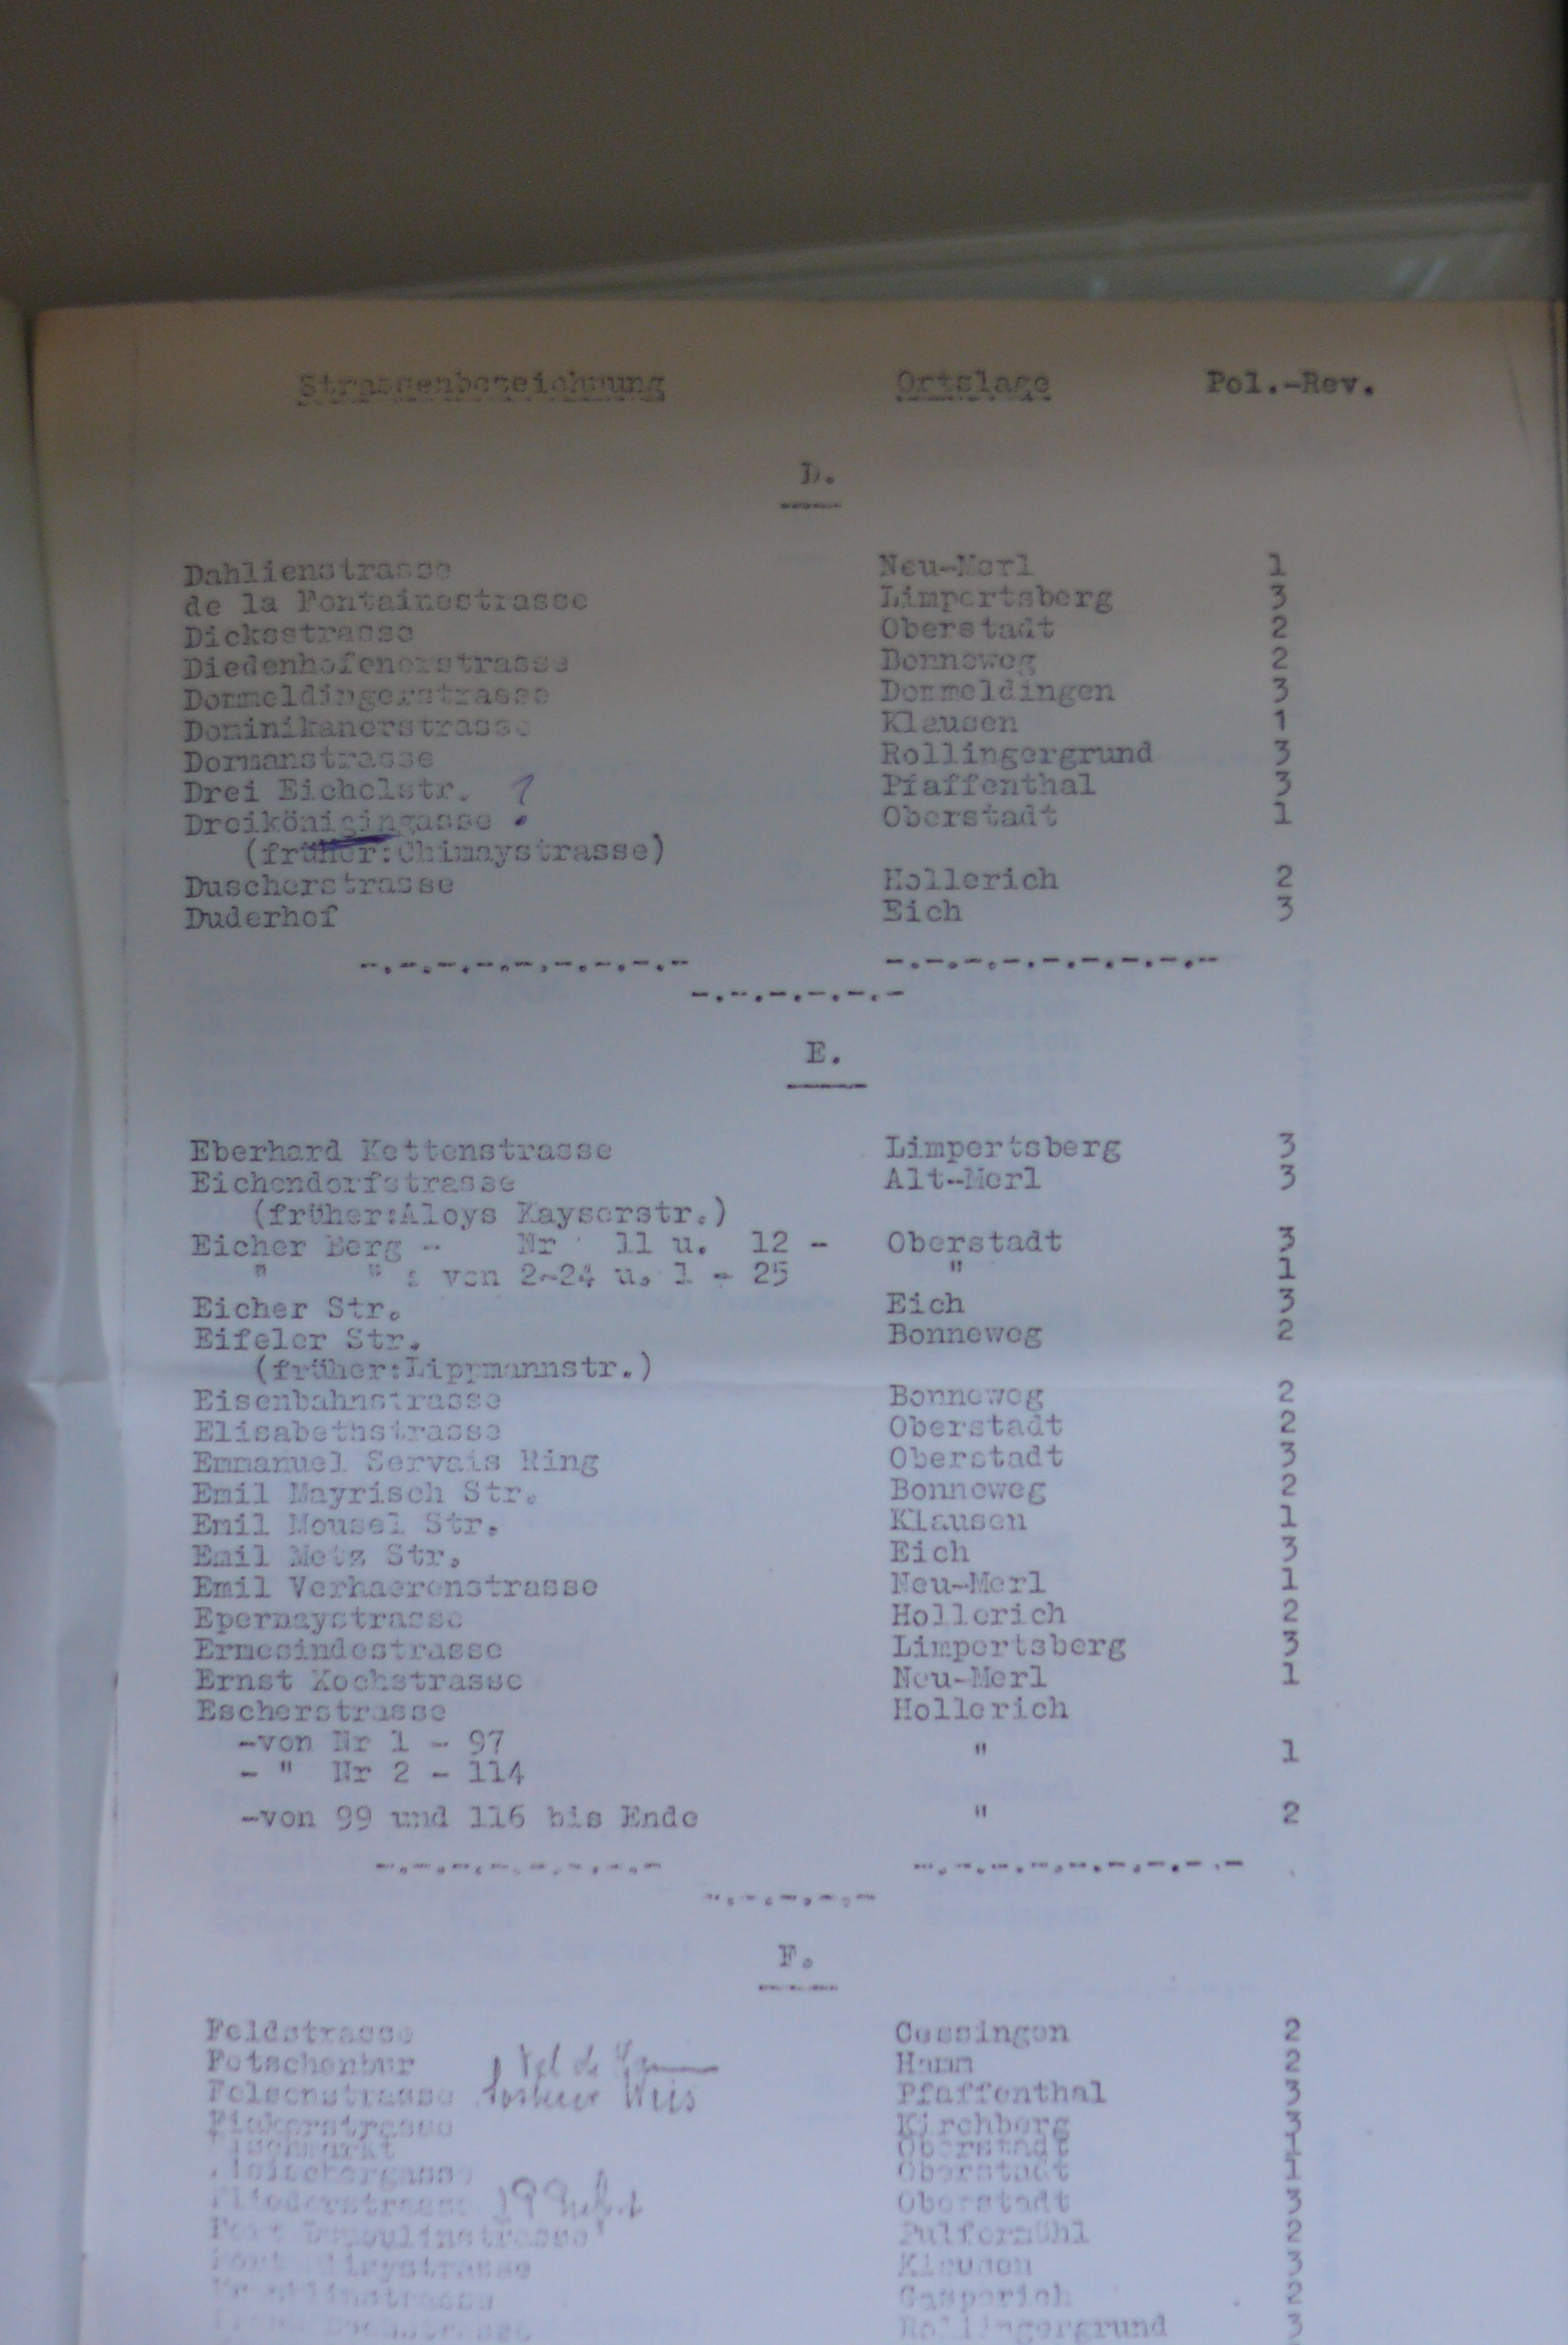 Strassenbezeichnung Ortslage Pol.-Rev.
D.
Dahlienstrasse Neu-Merl 1
de la Fontainestrasse Limpertsberg 3
Dicksstrasse Oberstadt 2
Diedenhofenerstrasse Bonneweg 2
Dommeldingerstrasse Dommeldingen 3
Dominikanerstrasse Klausen 1
Dormanstrasse Rollingergrund 3
Drei Eichelstr. Pfaffenthal 3
Dreikönigingasse ? Oberstadt 1
(früher:Chimaystrasse)
Duscherstrasse Hollerich 2
Duderhof Eich 3
-.-.-.-.-.-.-.-.- -.-.-.-.-.-.-.-.-
-.-.-.-.-.-
E.
Eberhard Kettenstrasse Limpertsberg 3
Eichendorfstrasse Alt-Merl 3
(früher:Aloys Kayserstr.)
Eicher Berg - Nr 11 u. 12 - Oberstadt 3
" " : von 2-24 u. 1 - 25 " 1
Eicher Str. Eich 3
Eifeler Str. Bonneweg 2
(früher:Lippmannstr.)
Eisenbahnstrasse Bonneweg 2
Elisabethstrasse Oberstadt 2
Emmanuel Servais Ring Oberstadt 3
Emil Mayrisch Str. Bonneweg 2
Emil Mousel Str. Klausen 1
Emil Metz Str. Eich 3
Emil Verhaerenstrasse Neu-Merl 1
Epernaystrasse Hollerich 2
Ermesindestrasse Limpertsberg 3
Ernst Kochstrasse Neu-Merl 1
Escherstrasse Hollerich
-von Nr 1 - 97 " 1
- " Nr 2 - 114
-von 99 und 116 bis Ende " 2
-.-.-.-.-.-.-.- -.-.-.-.-.-.-.-.-
-.-.-.-.-
F.
Feldstrasse Cessingen 2
Fetschenbur Hamm 2
Felsenstrasse Pfaffenthal 3
Kirchberg 3
Oberstadt 1
Oberstadt 1
Fliederstrasse Oberstadt 3
Fort Dumoulinstrasse Pulfermühl 2
Fort Klausen 3
Gasperich 2
Rollingergrund 3